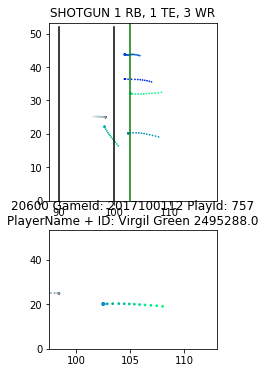 SHOTGUN 1 RB, 1 TE, 3 WR
50
40
30
20
10
0
90 100 110
20600 GameId: 2017100112 PlayId: 757
PlayerName + ID: Virgil Green 2495288.0
40
20
0
100 105 110